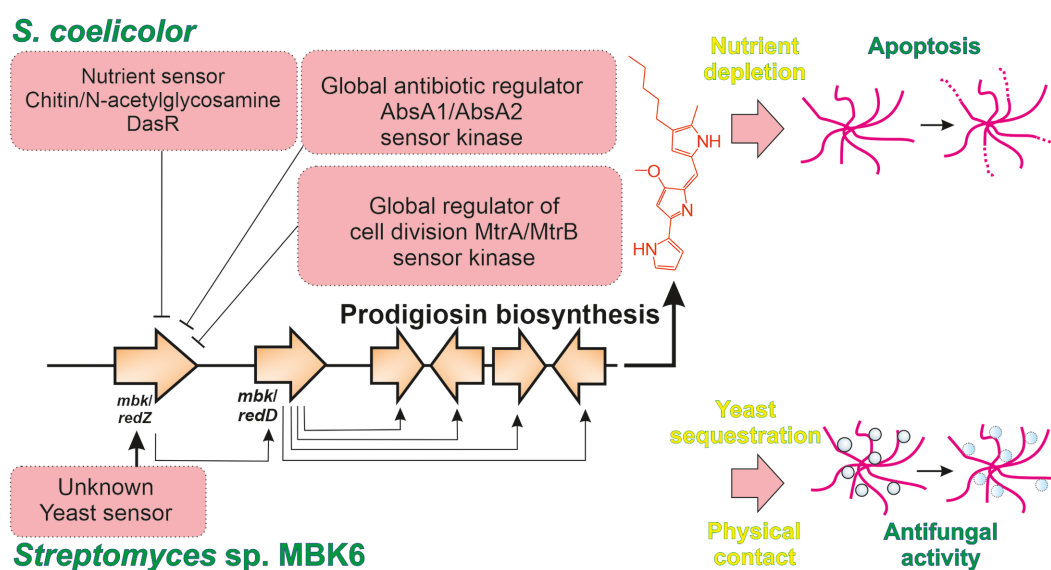 S. coelicolor
Nutrient sensor
Chitin/N-acetylglycosamine
DasR
Global antibiotic regulator
AbsA1/AbsA2
sensor kinase
Global regulator of
cell division MtrA/MtrB
sensor kinase
NH
O
N
HN
Nutrient
depletion
Apoptosis
Prodigiosin biosynthesis
mbk/
redZ
mbk/
redD
Unknown
Yeast sensor
Streptomyces sp. MBK6
Yeast
sequestration
Physical
contact
Antifungal
activity